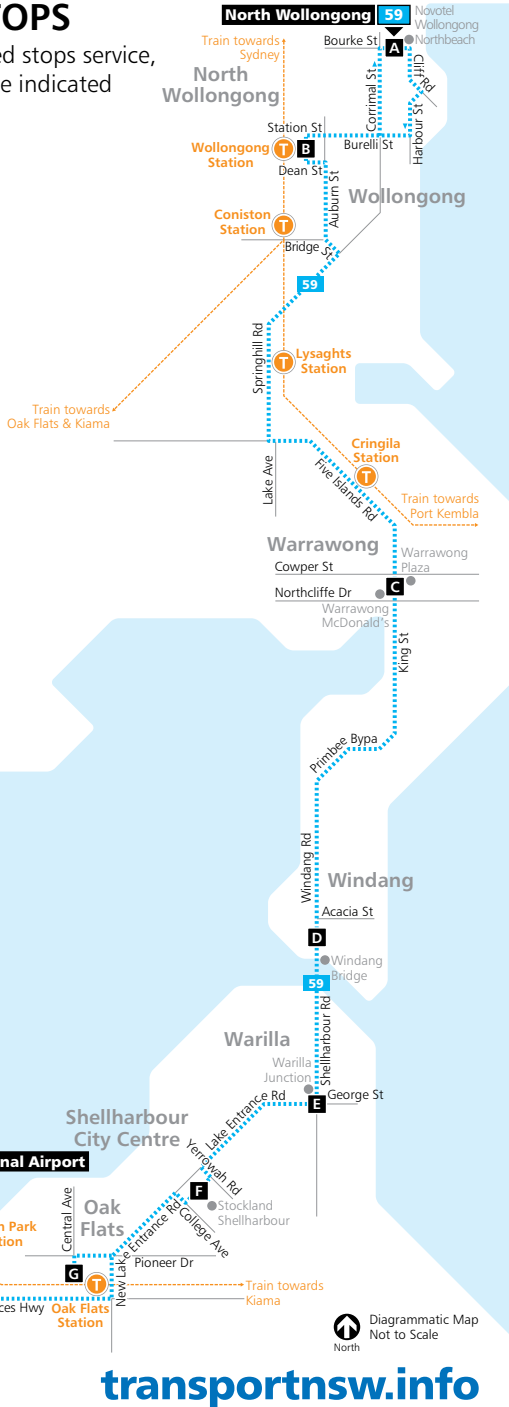 TOPS
ed stops service,
e indicated
North Wollongong 59
Novotel
Wollongong
Northbeach
Bourke St
A
Cliff Rd
Train towards
Sydney
North
Wollongong
Corrimal St
Harbour St
Station St
Burelli St
Wollongong
Station
T
B
Dean St
Auburn St
Wollongong
Coniston
Station
T
Bridge St
59
Springhill Rd
T
Lysaghts
Station
Train towards
Oak Flats & Kiama
Cringila
Station
T
Lake Ave
Five Islands Rd
Train towards
Port Kembla
Warrawong
Warrawong
Plaza
Cowper St
C
Northcliffe Dr
Warrawong
McDonald's
King St
Primbee Bypa
Windang Rd
Windang
Acacia St
D
Windang
Bridge
59
Shellharbour Rd
Warilla
Warilla
Junction
George St
E
Lake Entrance Rd
Shellharbour
City Centre
Yerrowah Rd
nal Airport
F
Stockland
Shellharbour
College Ave
Central Ave
Oak
Flats
New Lake Entrance Rd
n Park
tion
Pioneer Dr
G
T
Train towards
Kiama
ces Hwy
Oak Flats
Station
North
Diagrammatic Map
Not to Scale
transportnsw.info